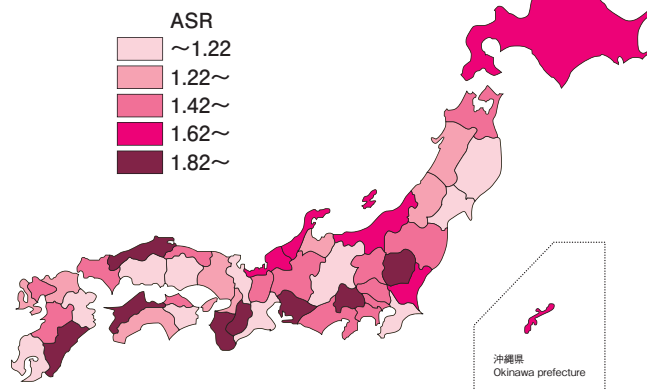 ASR
〜1.22
1.22〜
1.42〜
1.62〜
1.82〜
沖縄県
Okinawa prefecture